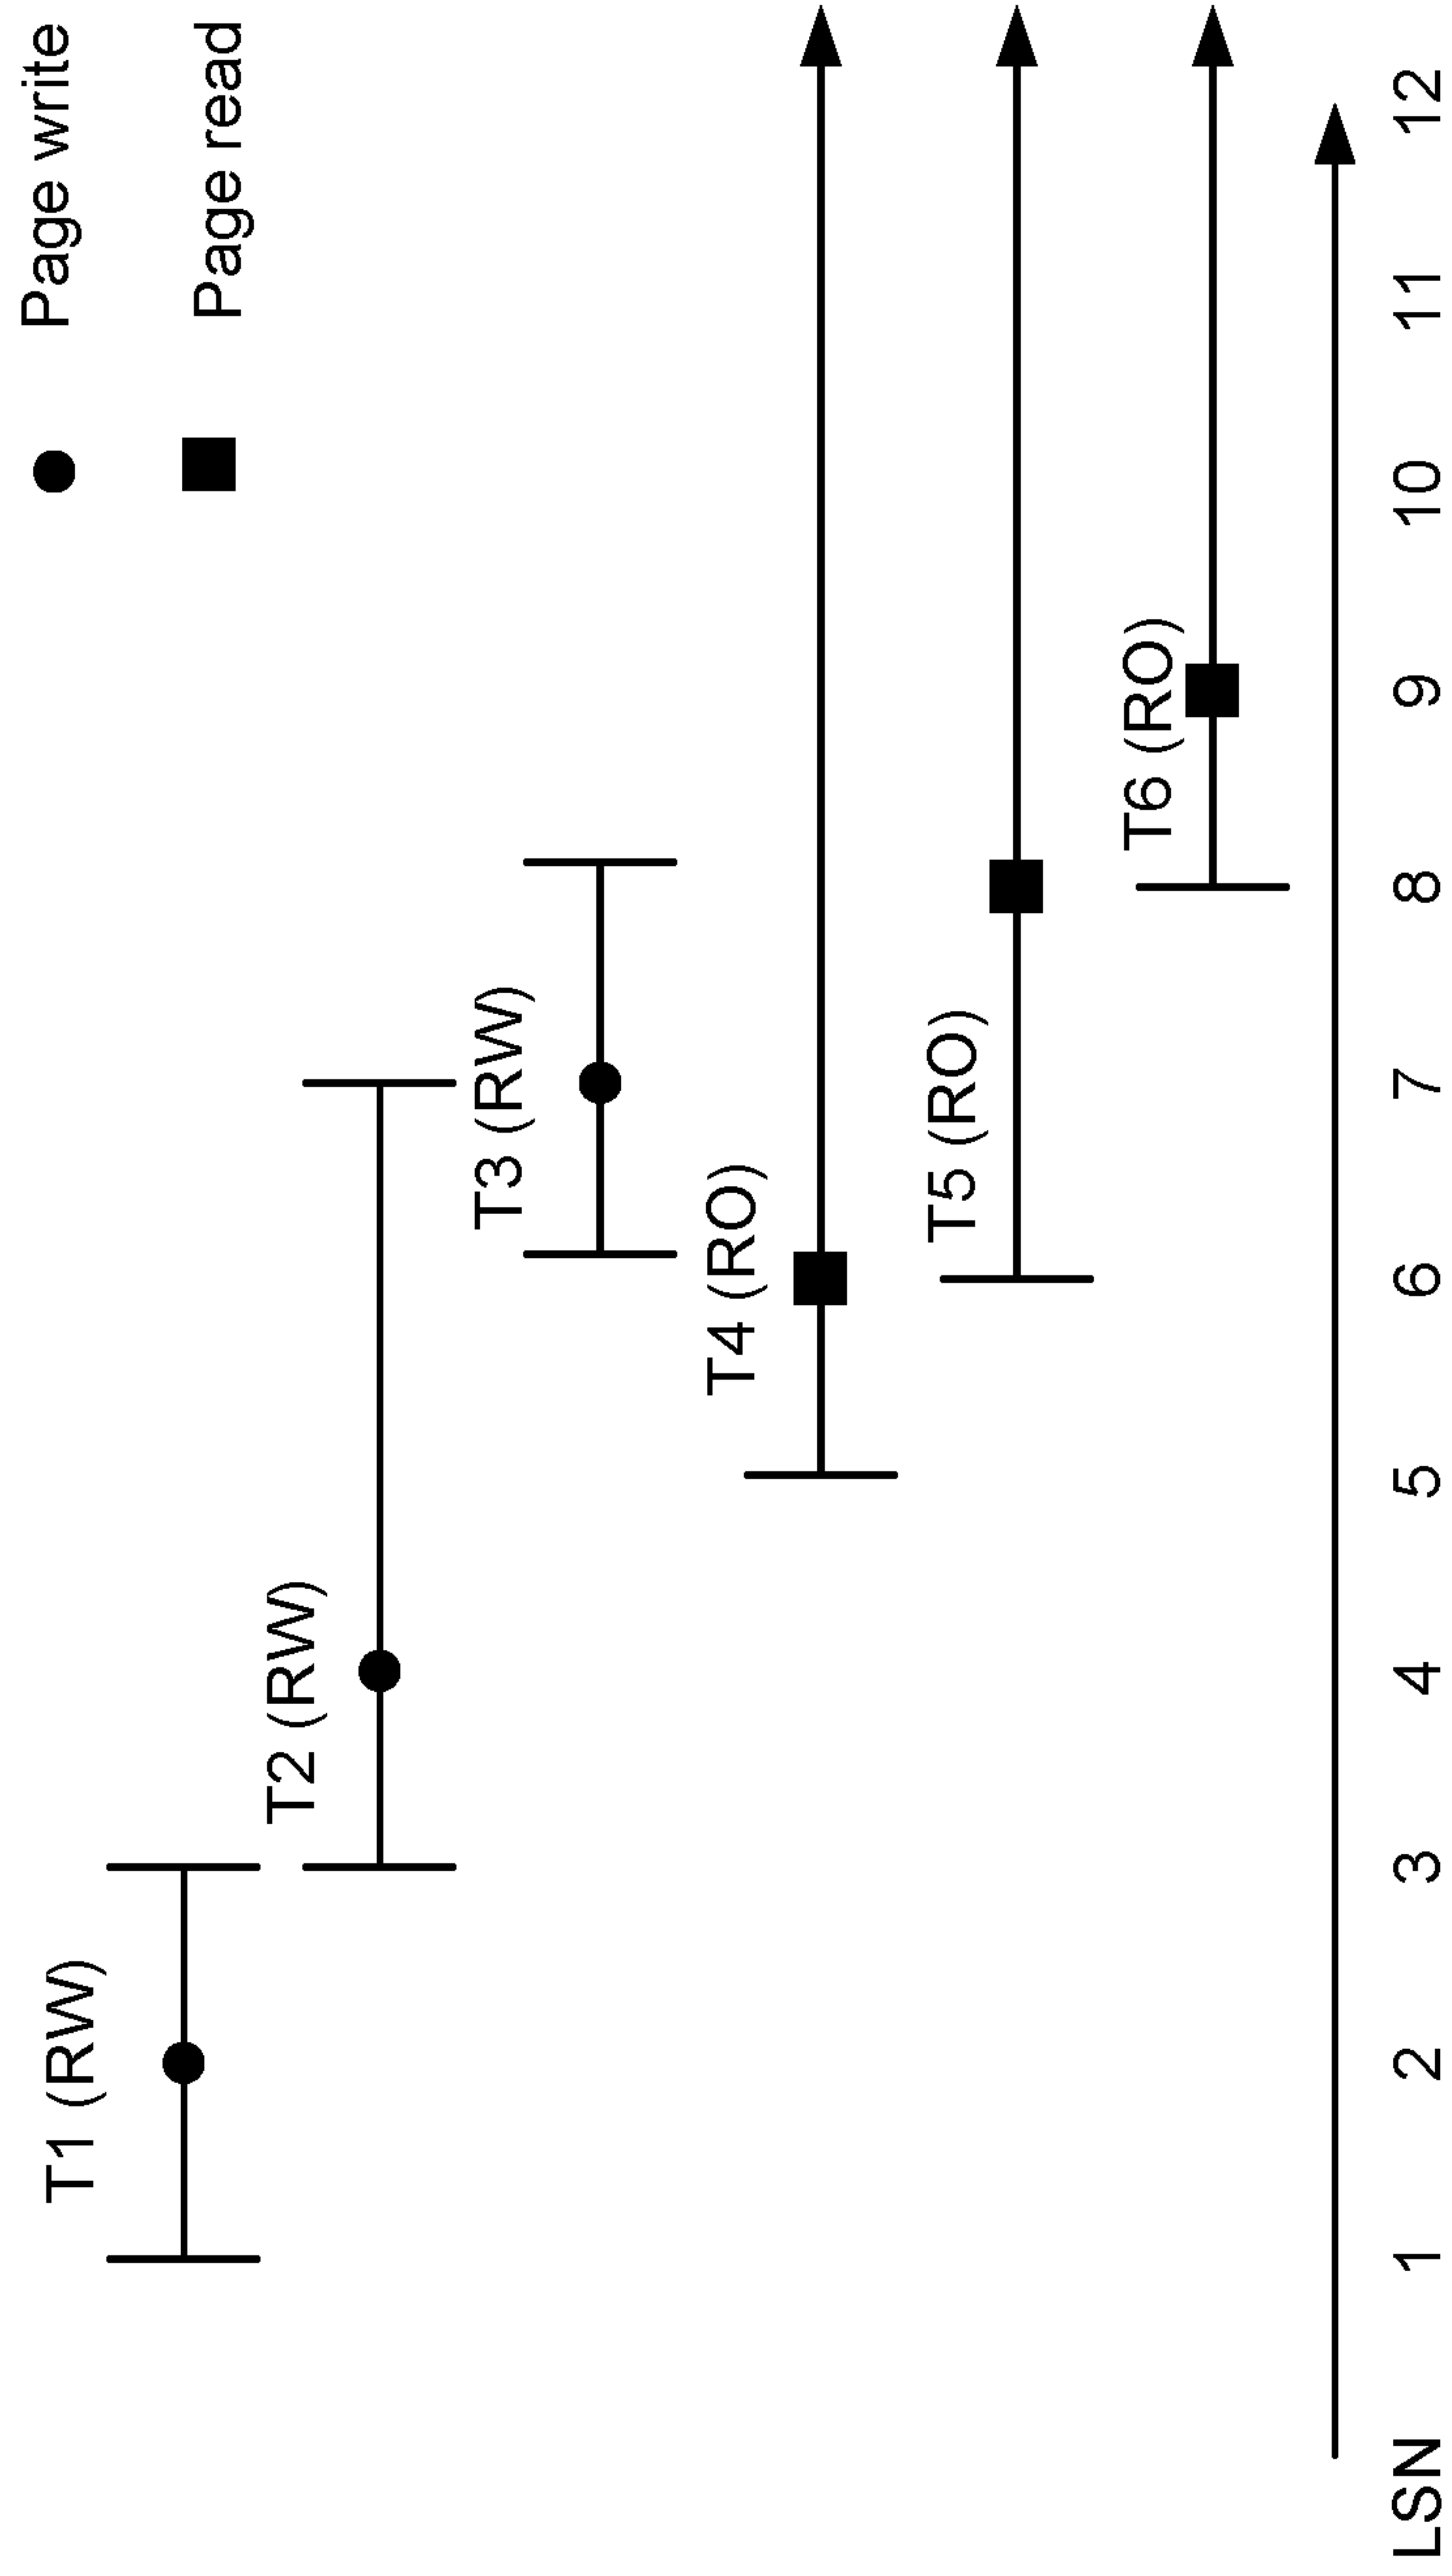 Page write
Page read
T1 (RW)
T2 (RW)
T3 (RW)
T4 (RO)
T5 (RO)
T6 (RO)
LSN 1 2 3 4 5 6 7 8 9 10 11 12